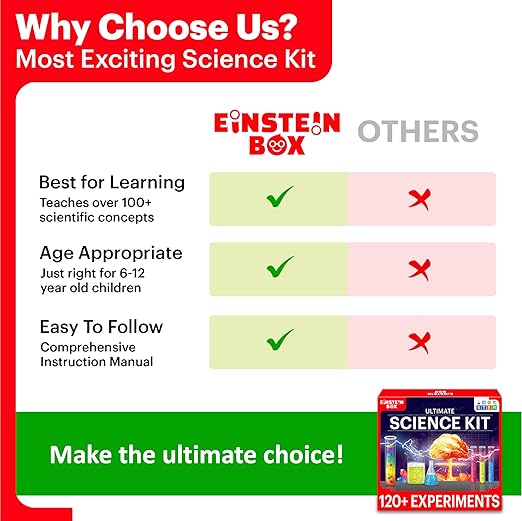 Why Choose Us?
Most Exciting Science Kit
EINSTEIN
BOX
OTHERS
Best for Learning
Teaches over 100+
scientific concepts
Age Appropriate
Just right for 6-12
year old children
Easy To Follow
Comprehensive
Instruction Manual
Make the ultimate choice!
EINSTEIN
BOX
STEM
ULTIMATE
SCIENCE KIT
120+ EXPERIMENTS